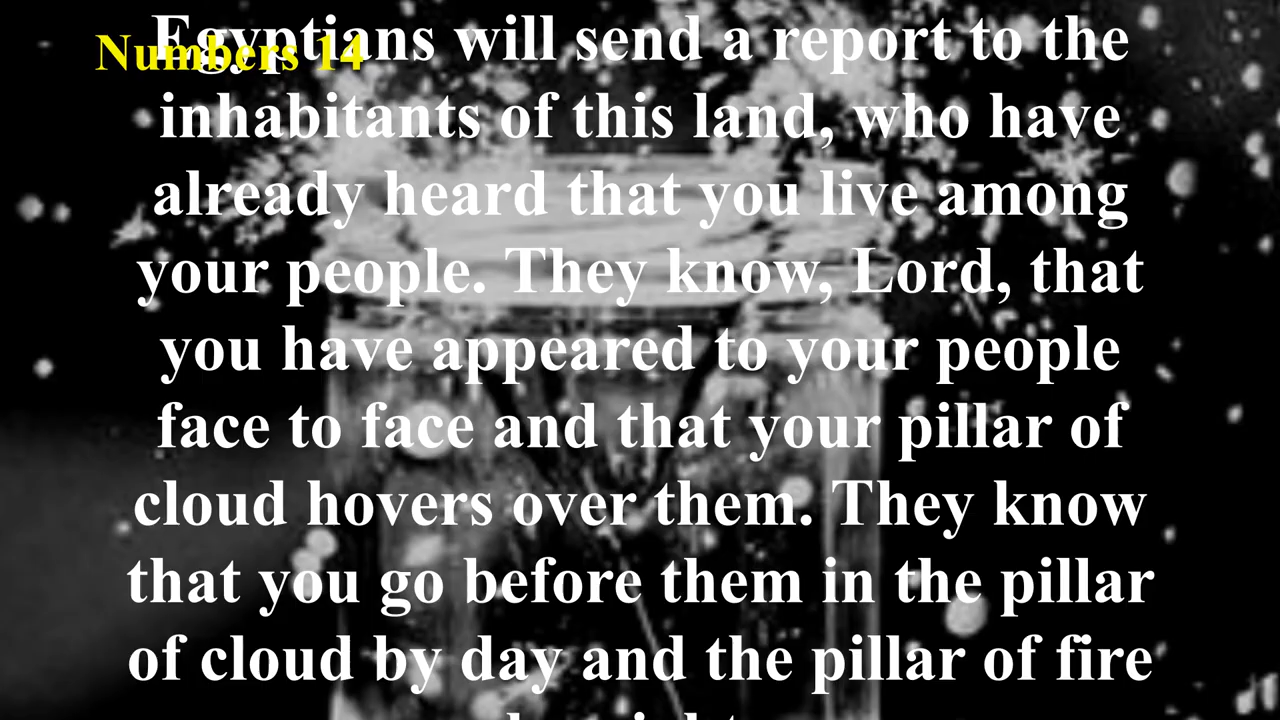 Numbers 14
Egyptians will send a report to the
inhabitants of this land, who have
already heard that you live among
your people. They know, Lord, that
you have appeared to your people
face to face and that your pillar of
cloud hovers over them. They know
that you go before them in the pillar
of cloud by day and the pillar of fire